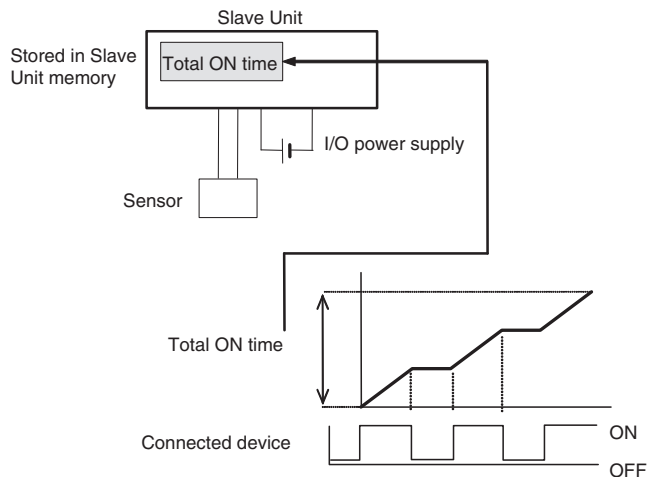 Slave Unit
Stored in Slave
Unit memory
Total ON time
I/O power supply
Sensor
Total ON time
Connected device
ON
OFF